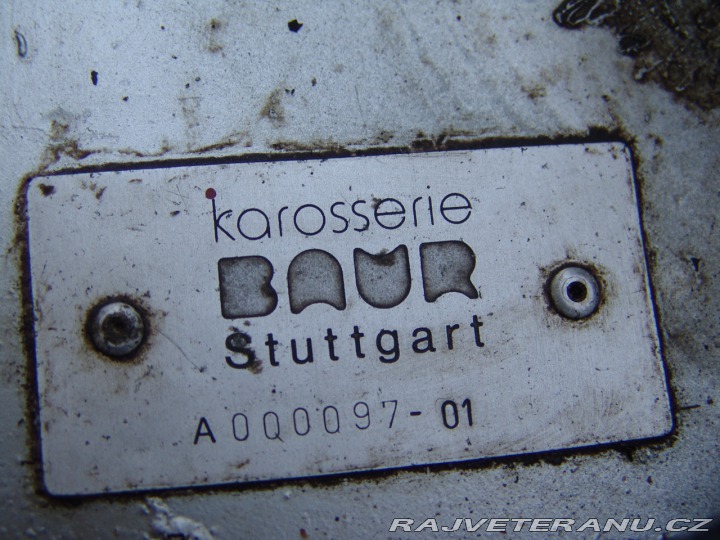 karosserie
BAUR
Stuttgart
A 000097-01
RAJVETERANU.CZ